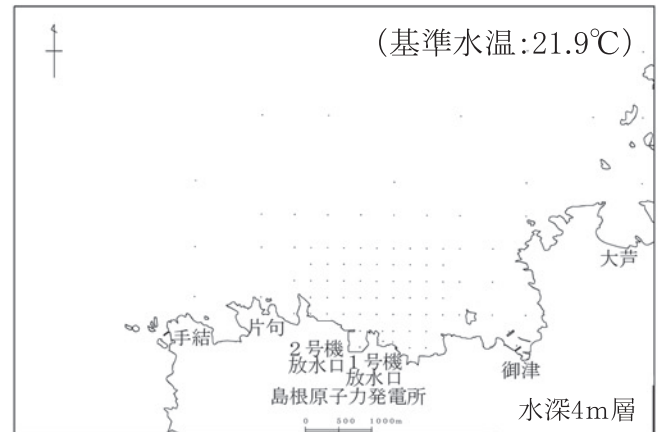 (基準水温:21.9℃)
大芦
手結
片句
2号機
放水口
1号機
放水口
御津
島根原子力発電所
水深4m層
0 500 1000m